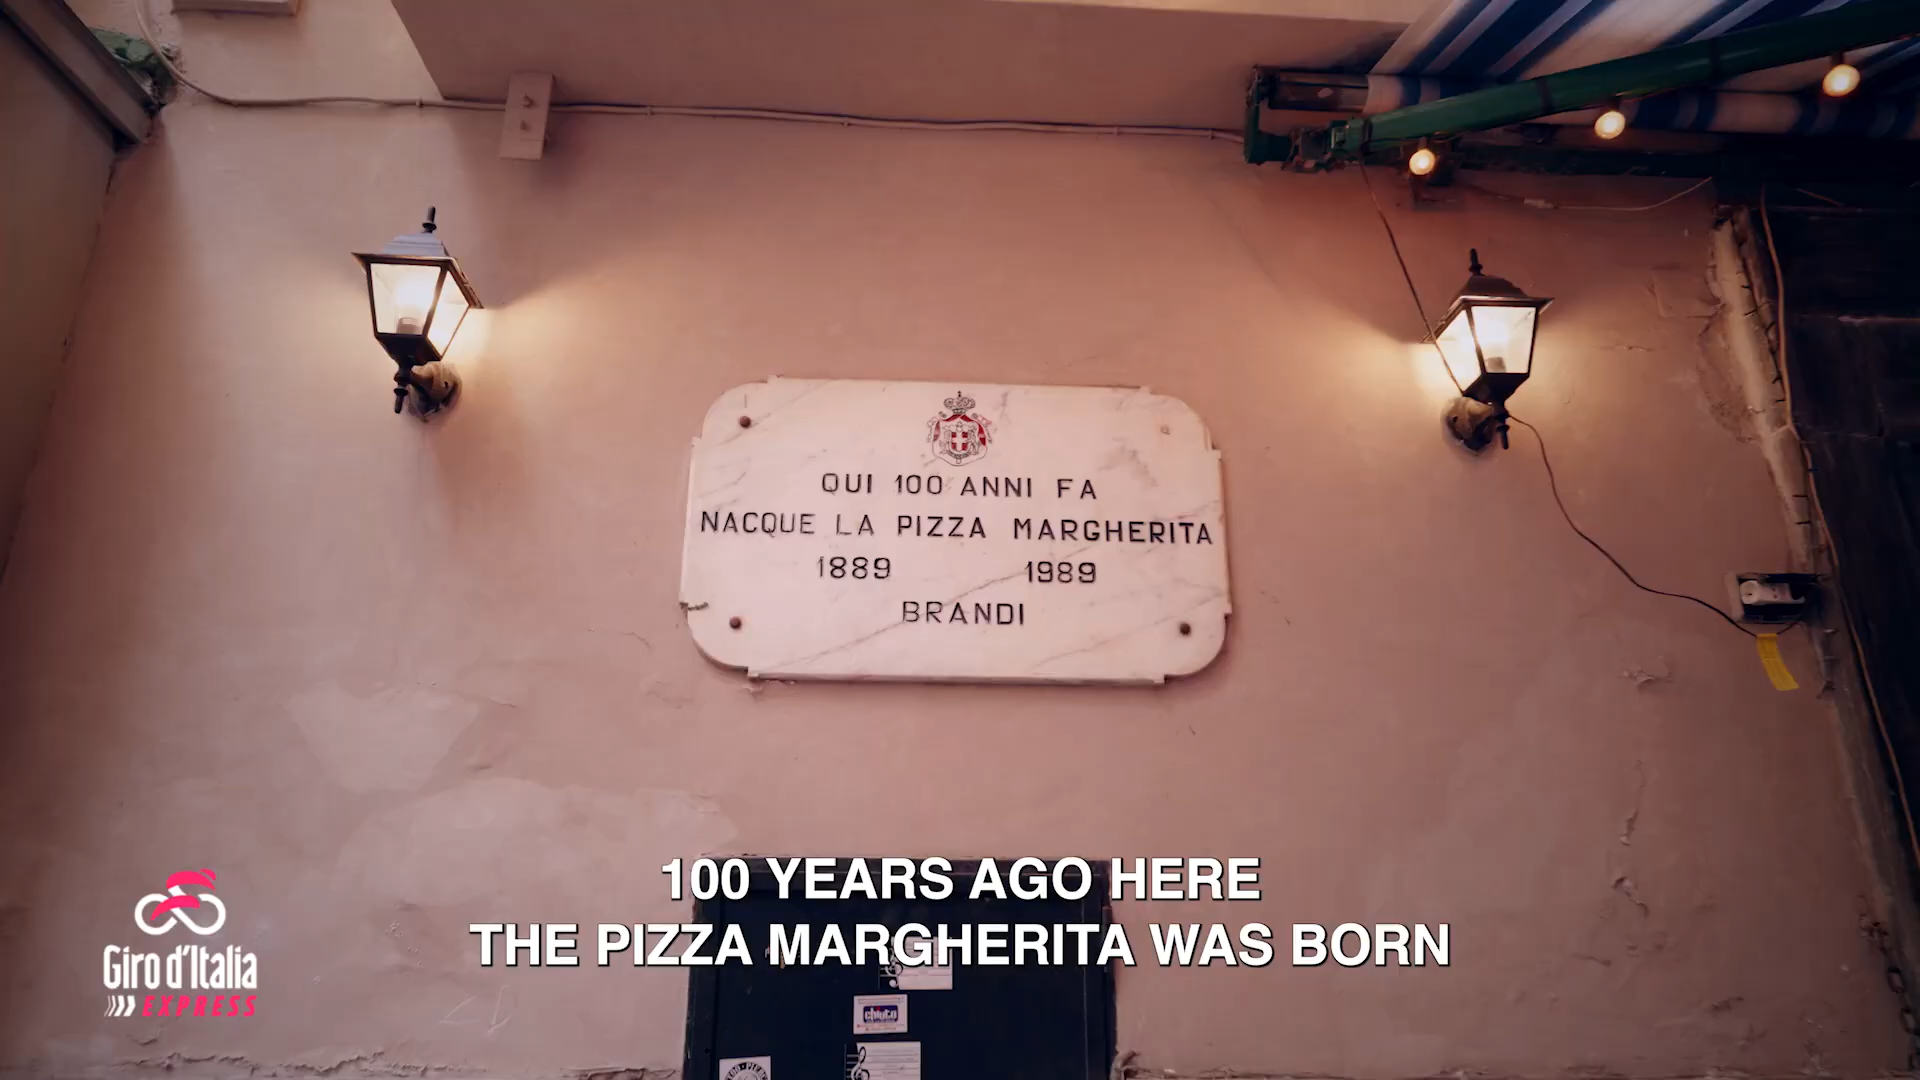 QUI 100 ANNI FA
NACQUE LA PIZZA MARGHERITA
1889 1989
BRANDI
100 YEARS AGO HERE
THE PIZZA MARGHERITA WAS BORN
Giro d'Italia
EXPRESS